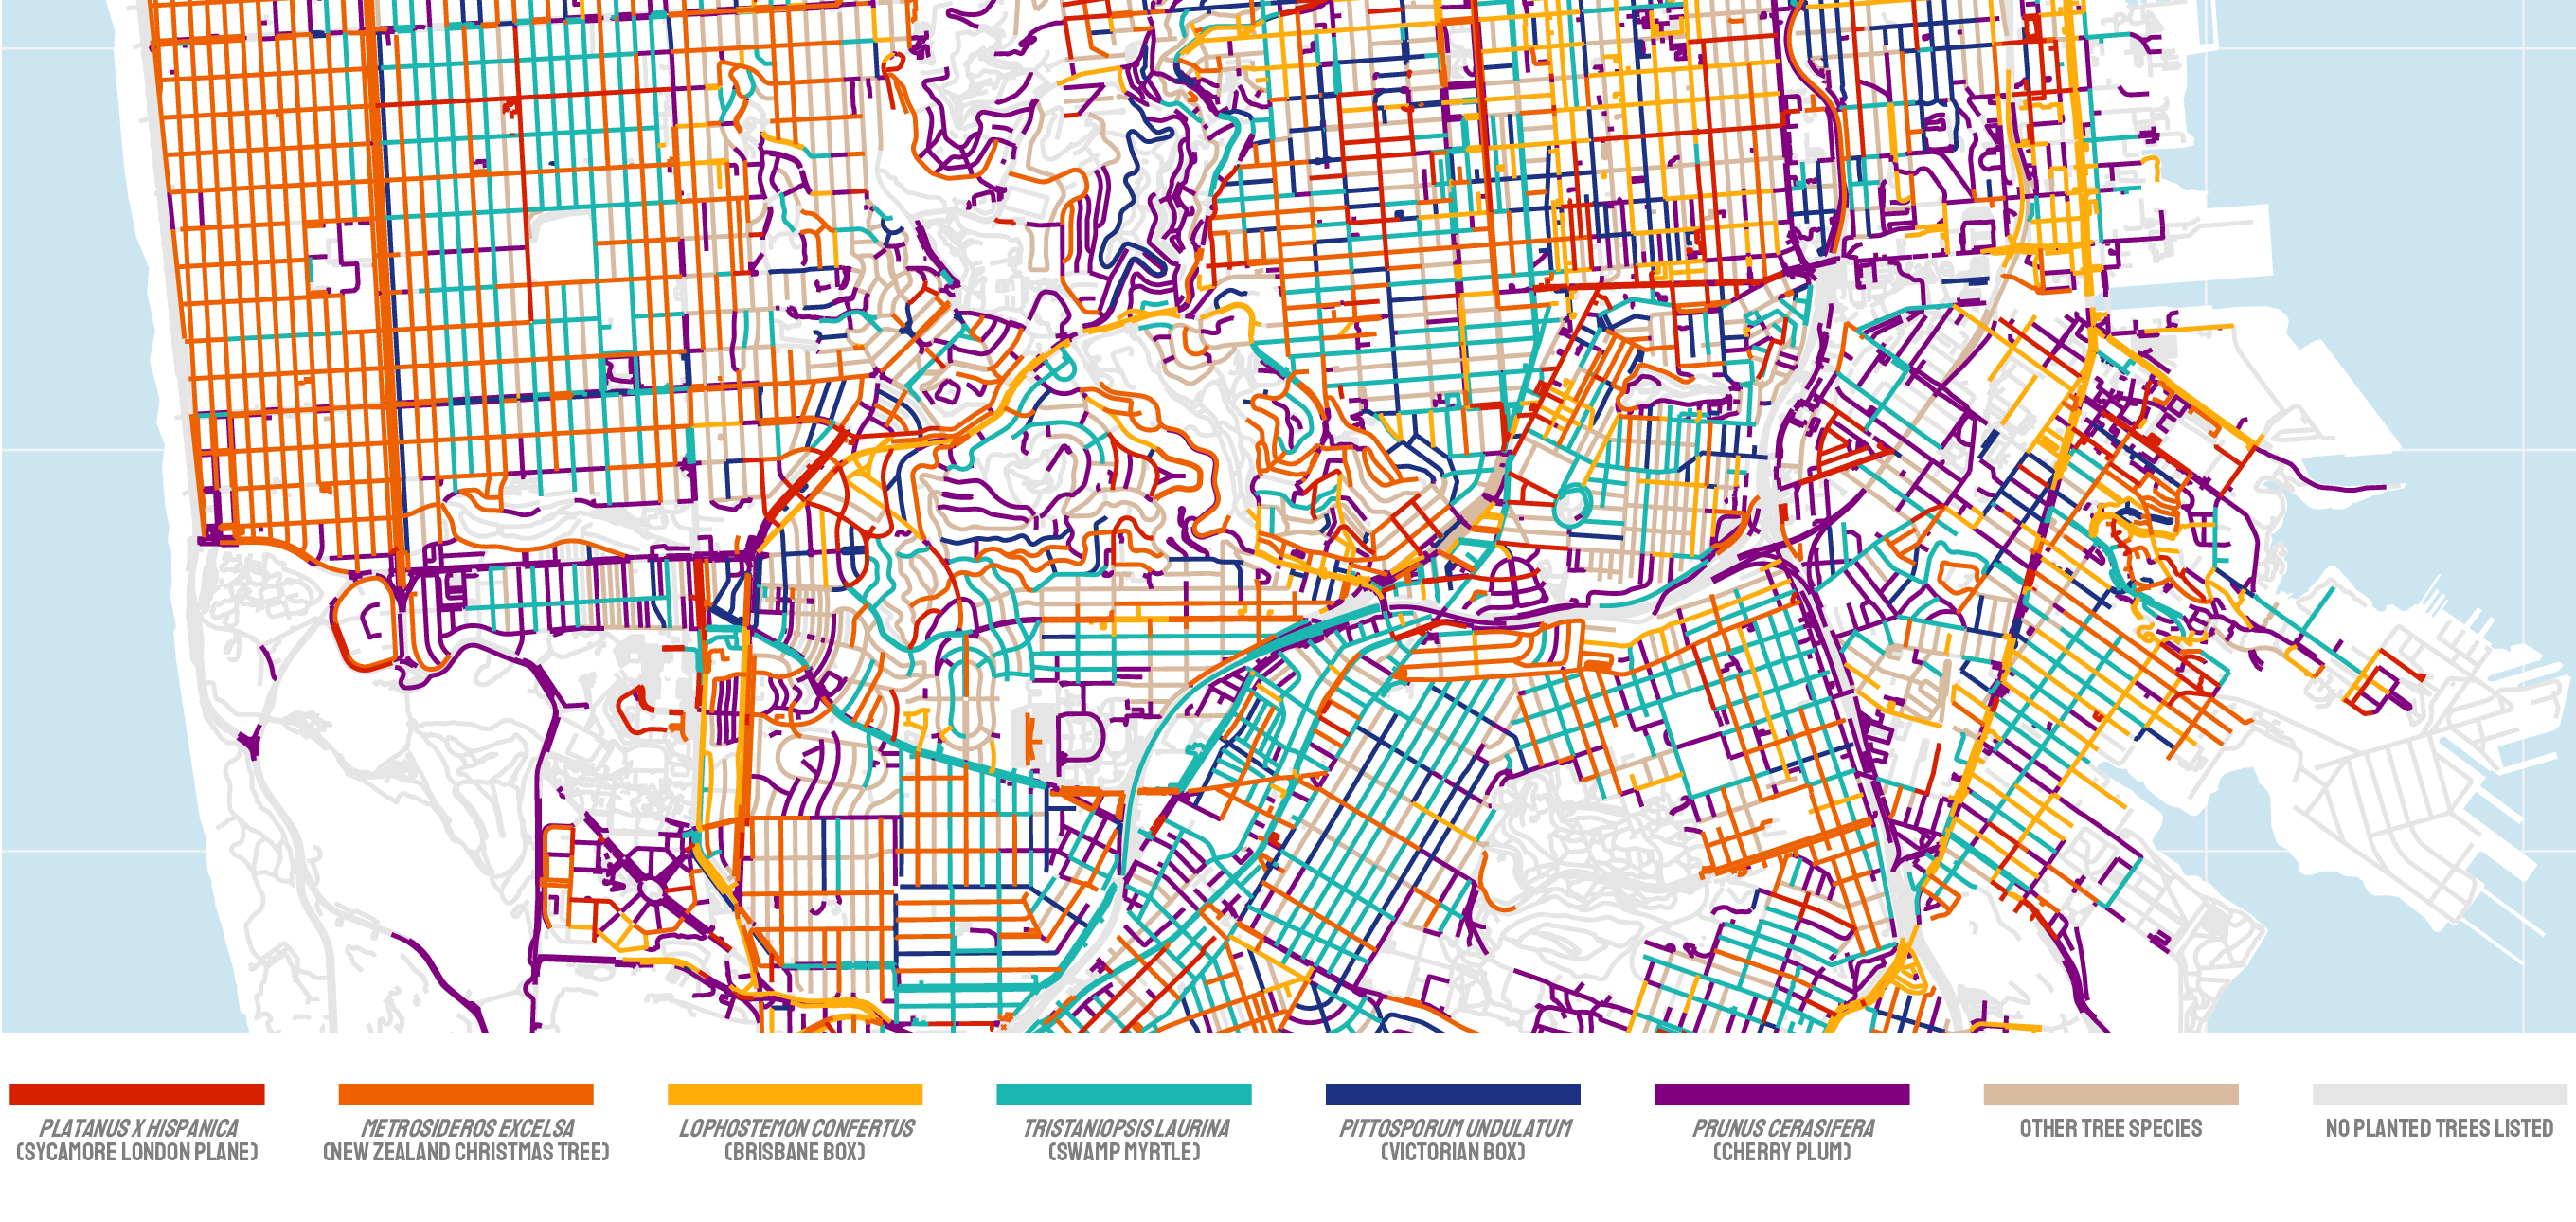 PLATANUS X HISPANICA
(SYCAMORE LONDON PLANE)
METROSIDEROS EXCELSA
(NEW ZEALAND CHRISTMAS TREE)
LOPHOSTEMON CONFERTUS
(BRISBANE BOX)
TRISTANIOPSIS LAURINA
(SWAMP MYRTLE)
PITTOSPORUM UNDULATUM
(VICTORIAN BOX)
PRUNUS CERASIFERA
(CHERRY PLUM)
OTHER TREE SPECIES
NO PLANTED TREES LISTED